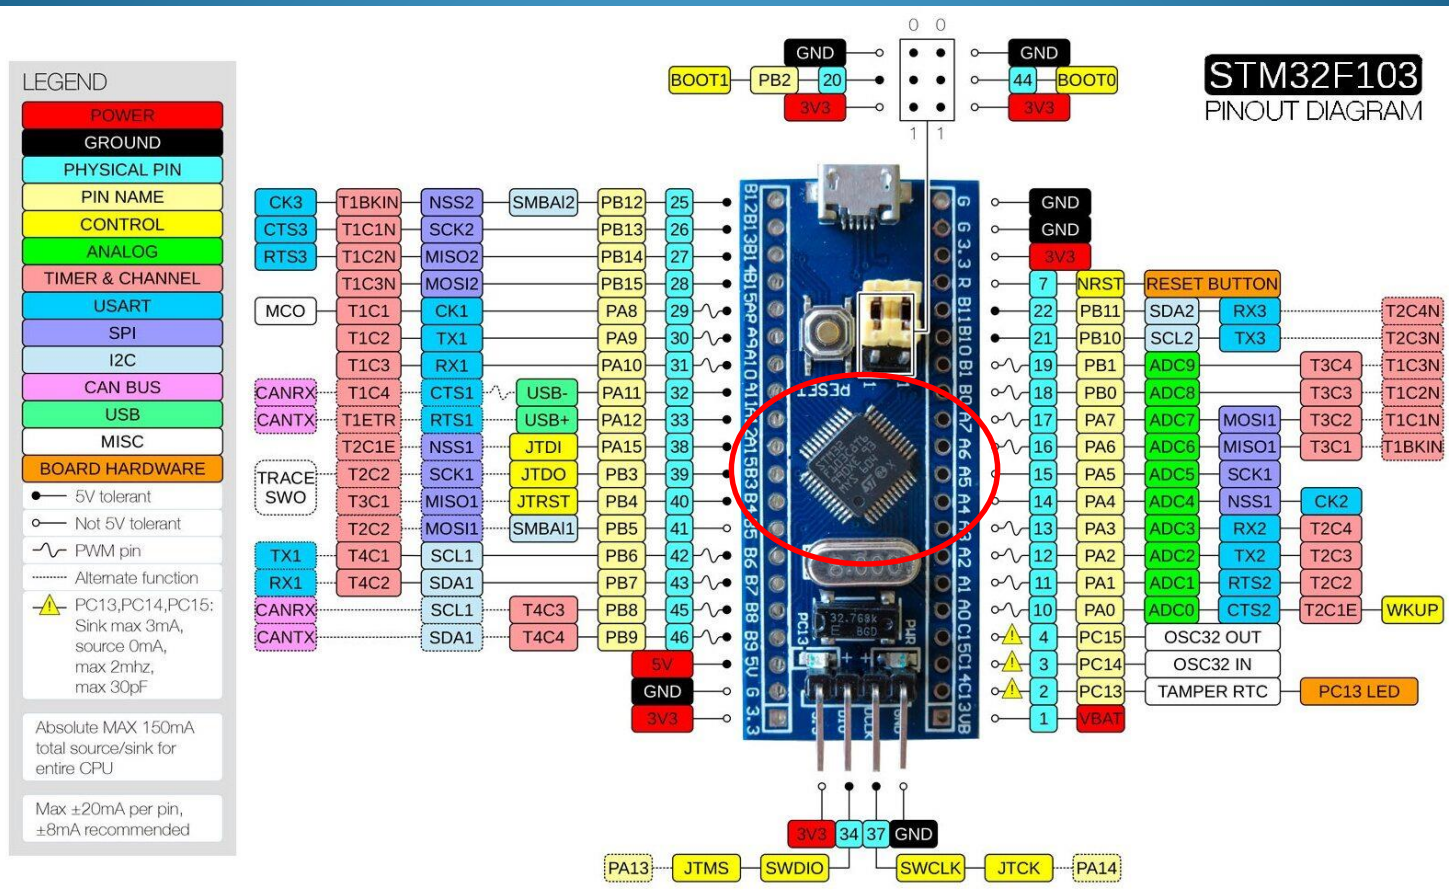 STM32F103
PINOUT DIAGRAM
LEGEND
POWER
GROUND
PHYSICAL PIN
PIN NAME
CONTROL
ANALOG
TIMER & CHANNEL
USART
SPI
I2C
CAN BUS
USB
MISC
BOARD HARDWARE
5V tolerant
Not 5V tolerant
PWM pin
Alternate function
PC13,PC14,PC15:
Sink max 3mA,
source 0mA,
max 2mhz,
max 30pF
Absolute MAX 150mA
total source/sink for
entire CPU
Max ±20mA per pin,
±8mA recommended
0 0
GND GND
BOOT1 PB2 20 44 BOOT0
3V3 3V3
1 1
CK3 T1BKIN NSS2 SMBAI2 PB12 25
CTS3 T1C1N SCK2 PB13 26
RTS3 T1C2N MISO2 PB14 27
T1C3N MOSI2 PB15 28
MCO T1C1 CK1 PA8 29
T1C2 TX1 PA9 30
T1C3 RX1 PA10 31
CANRX T1C4 CTS1 USB- PA11 32
CANTX T1ETR RTS1 USB+ PA12 33
T2C1E NSS1 JTDI PA15 38
TRACE SWO
T2C2 SCK1 JTDO PB3 39
T3C1 MISO1 JTRST PB4 40
T2C2 MOSI1 SMBAI1 PB5 41
TX1 T4C1 SCL1 PB6 42
RX1 T4C2 SDA1 PB7 43
CANRX SCL1 T4C3 PB8 45
CANTX SDA1 T4C4 PB9 46
5V
GND
3V3
RESET
32.768k
PC13
PWR
GND
GND
3V3
7 NRST RESET BUTTON
22 PB11 SDA2 RX3 T2C4N
21 PB10 SCL2 TX3 T2C3N
19 PB1 ADC9 T3C4 T1C3N
18 PB0 ADC8 T3C3 T1C2N
17 PA7 ADC7 MOSI1 T3C2 T1C1N
16 PA6 ADC6 MISO1 T3C1 T1BKIN
15 PA5 ADC5 SCK1
14 PA4 ADC4 NSS1 CK2
13 PA3 ADC3 RX2 T2C4
12 PA2 ADC2 TX2 T2C3
11 PA1 ADC1 RTS2 T2C2
10 PA0 ADC0 CTS2 T2C1E WKUP
4 PC15 OSC32 OUT
3 PC14 OSC32 IN
2 PC13 TAMPER RTC PC13 LED
1 VBAT
3V3 34 37 GND
PA13 JTMS SWDIO SWCLK JTCK PA14